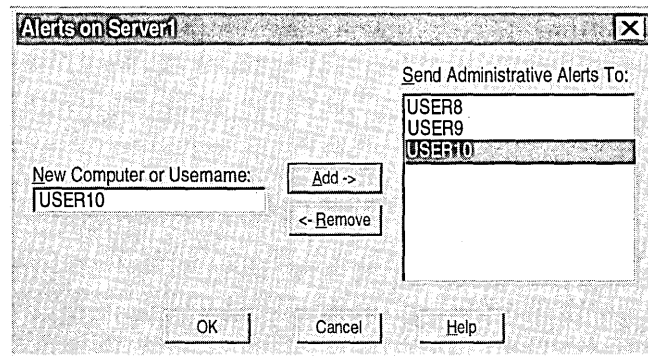 Alerts on Server1
Send Administrative Alerts To:
USER8
USER9
USER10
New Computer or Username:
USER10
Add ->
<- Remove
OK
Cancel
Help